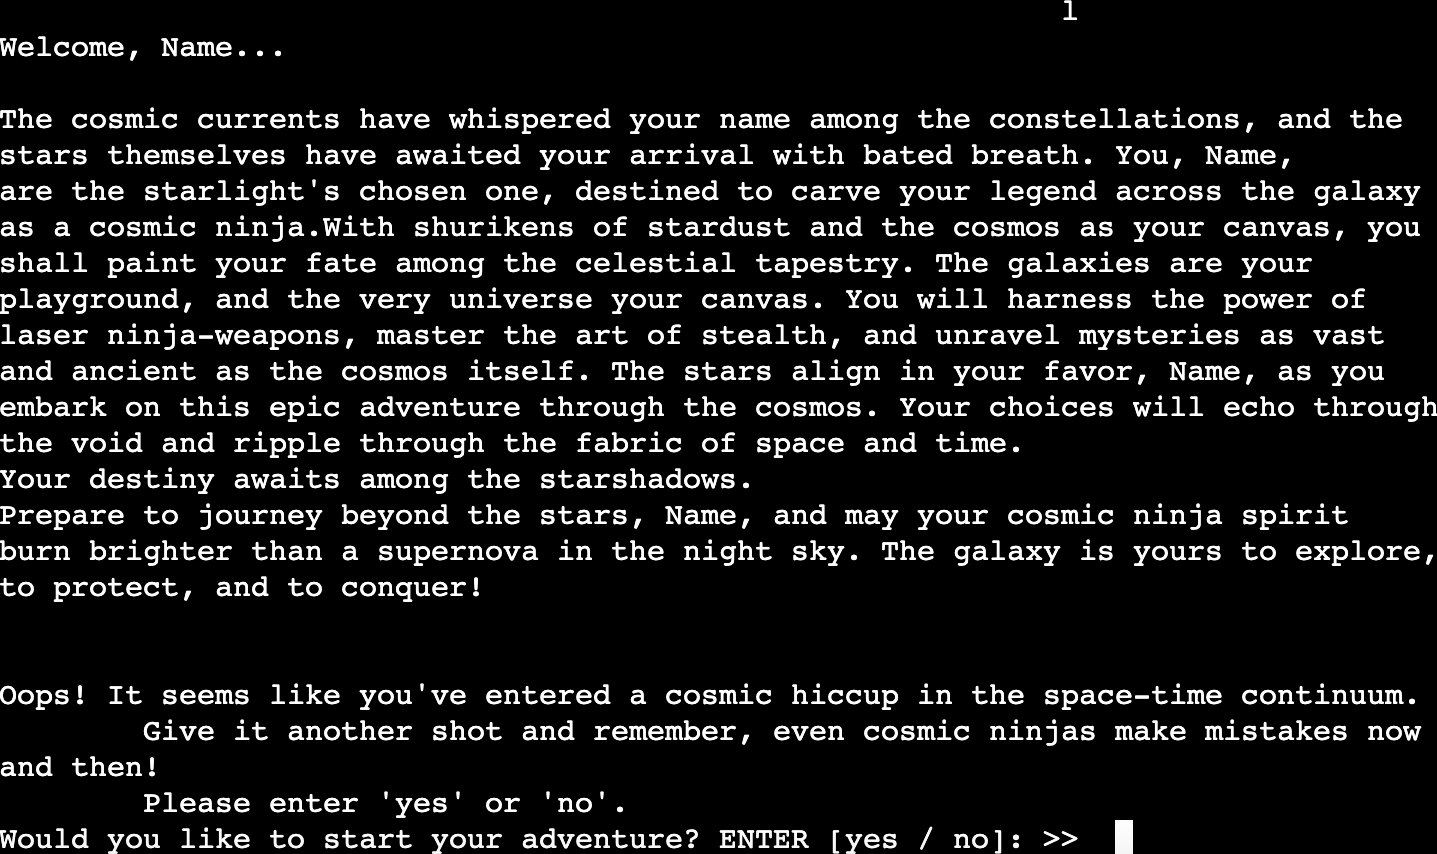 1
Welcome, Name...
The cosmic currents have whispered your name among the constellations, and the
stars themselves have awaited your arrival with bated breath. You, Name,
are the starlight's chosen one, destined to carve your legend across the galaxy
as a cosmic ninja.With shurikens of stardust and the cosmos as your canvas, you
shall paint your fate among the celestial tapestry. The galaxies are your
playground, and the very universe your canvas. You will harness the power of
laser ninja-weapons, master the art of stealth, and unravel mysteries as vast
and ancient as the cosmos itself. The stars align in your favor, Name, as you
embark on this epic adventure through the cosmos. Your choices will echo through
the void and ripple through the fabric of space and time.
Your destiny awaits among the starshadows.
Prepare to journey beyond the stars, Name, and may your cosmic ninja spirit
burn brighter than a supernova in the night sky. The galaxy is yours to explore,
to protect, and to conquer!
Oops! It seems like you've entered a cosmic hiccup in the space-time continuum.
Give it another shot and remember, even cosmic ninjas make mistakes now
and then!
Please enter 'yes' or 'no'.
Would you like to start your adventure? ENTER [yes / no]: >>